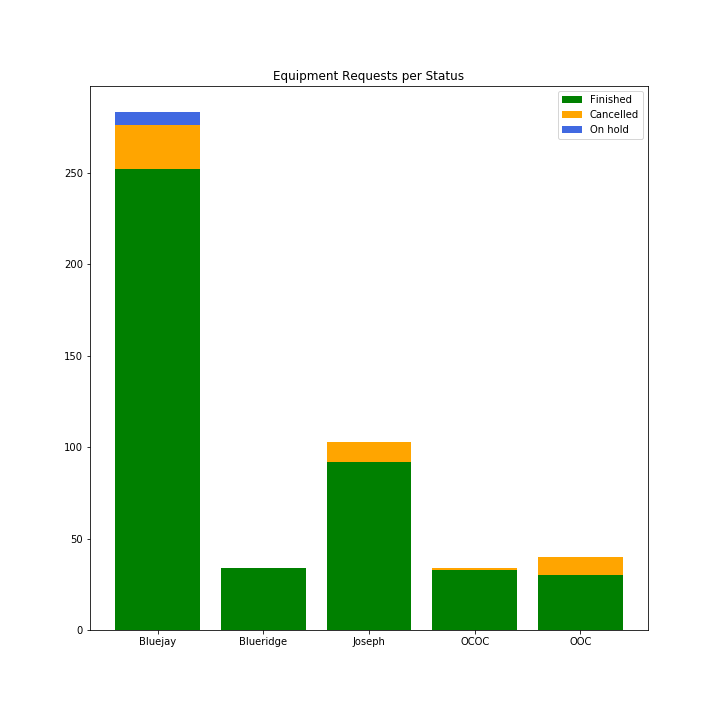 Equipment Requests per Status
Finished
Cancelled
On hold
250
200
150
100
50
0
Bluejay Blueridge Joseph OCOC OOC